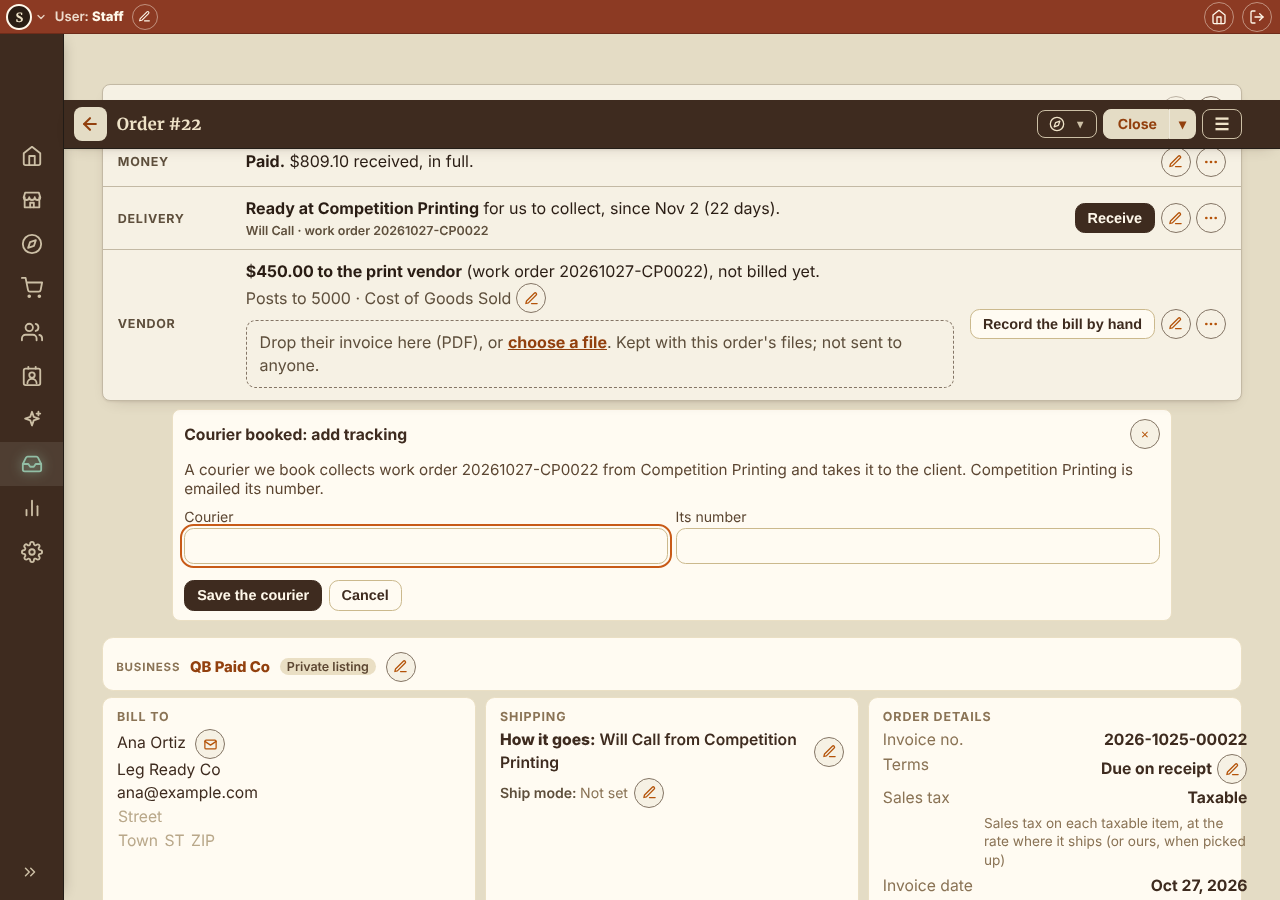 S User: Staff
Order #22
Close ▾
MONEY
Paid. $809.10 received, in full.
DELIVERY
Ready at Competition Printing for us to collect, since Nov 2 (22 days).
Will Call · work order 20261027-CP0022
Receive
VENDOR
$450.00 to the print vendor (work order 20261027-CP0022), not billed yet.
Posts to 5000 · Cost of Goods Sold
Drop their invoice here (PDF), or choose a file. Kept with this order's files; not sent to
anyone.
Record the bill by hand
Courier booked: add tracking
×
A courier we book collects work order 20261027-CP0022 from Competition Printing and takes it to the client. Competition Printing is
emailed its number.
Courier
Its number
Save the courier
Cancel
BUSINESS QB Paid Co Private listing
BILL TO
Ana Ortiz
Leg Ready Co
ana@example.com
Street
Town ST ZIP
SHIPPING
How it goes: Will Call from Competition
Printing
Ship mode: Not set
ORDER DETAILS
Invoice no. 2026-1025-00022
Terms Due on receipt
Sales tax Taxable
Sales tax on each taxable item, at the
rate where it ships (or ours, when picked
up)
Invoice date Oct 27, 2026